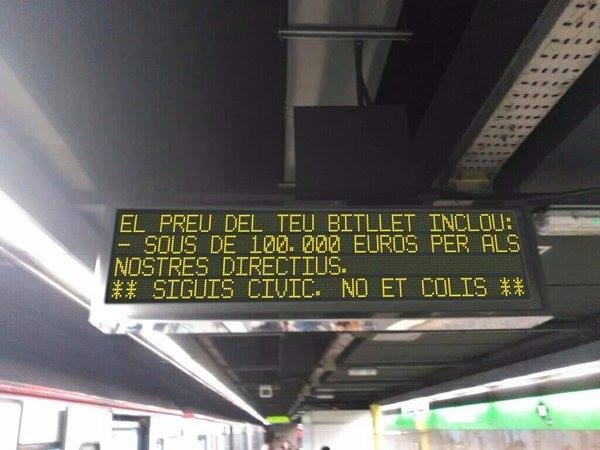 EL PREU DEL TEU BITLLET INCLOU:
- SOUS DE 100.000 EUROS PER ALS
NOSTRES DIRECTIUS.
** SIGUIS CIVIC. NO ET COLIS **